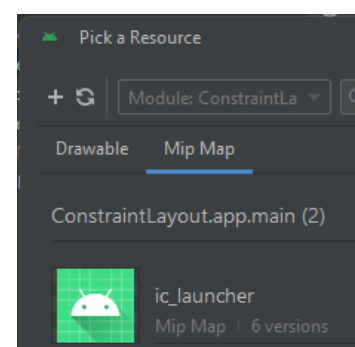 Pick a Resource
Module: ConstraintLa
Drawable Mip Map
ConstraintLayout.app.main (2)
ic_launcher
Mip Map | 6 versions